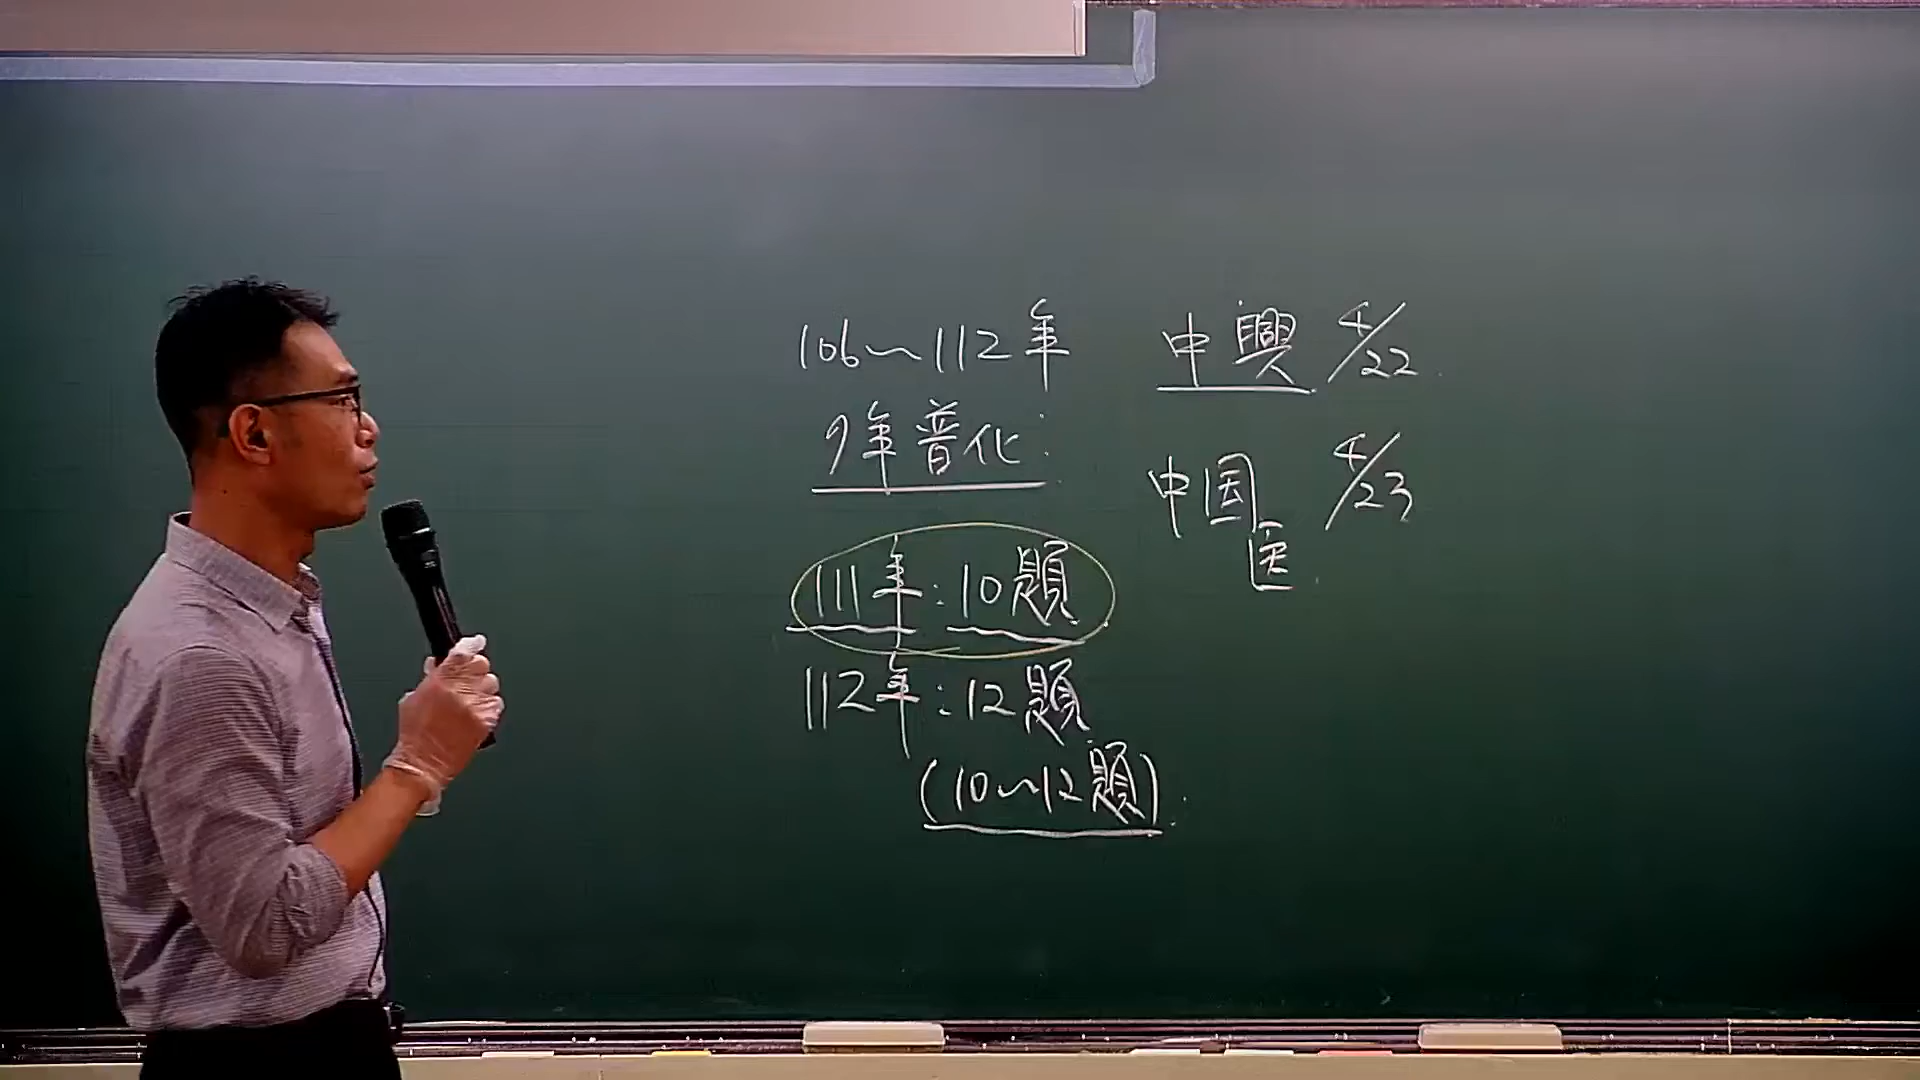 106~112年
9年普化:
111年:10題
112年:12題
(10~12題).
中興 4/22.
中国医 4/23